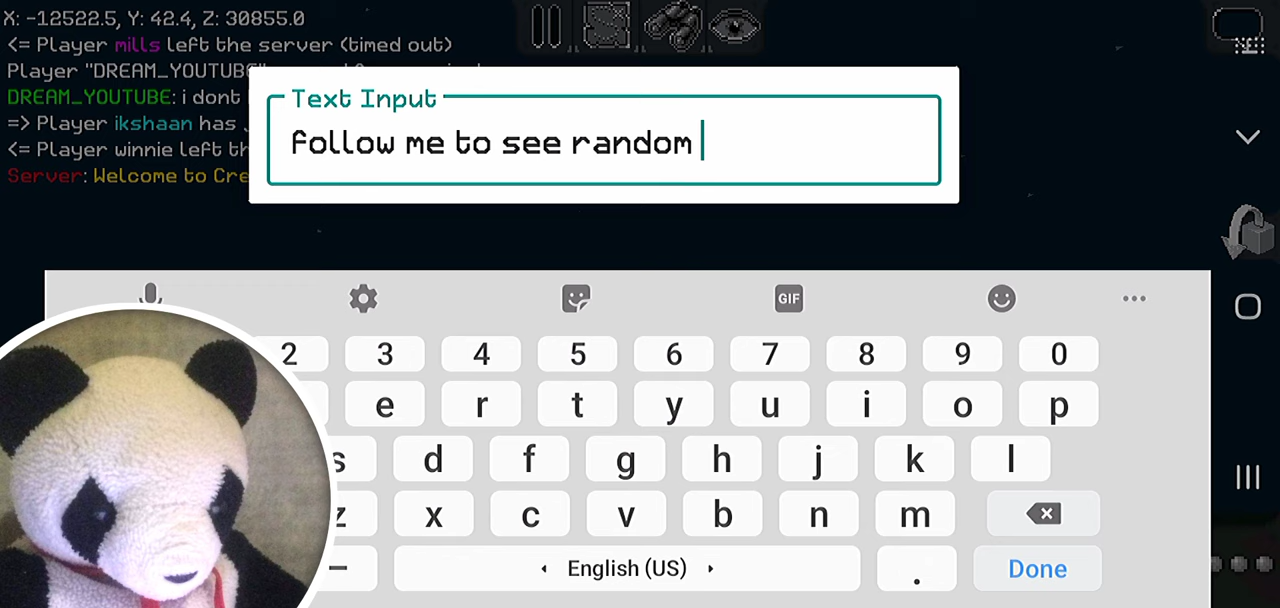 X: -12522.5, Y: 42.4, Z: 30855.0
<= Player mills left the server (timed out)
Player "DREAM_YOUTUBE"
DREAM_YOUTUBE: i dont
=> Player ikshaan has
<= Player winnie left
Server: Welcome to
Text Input
follow me to see random
GIF
2 3 4 5 6 7 8 9 0
e r t y u i o p
s d f g h j k l
z x c v b n m
English (US) . Done